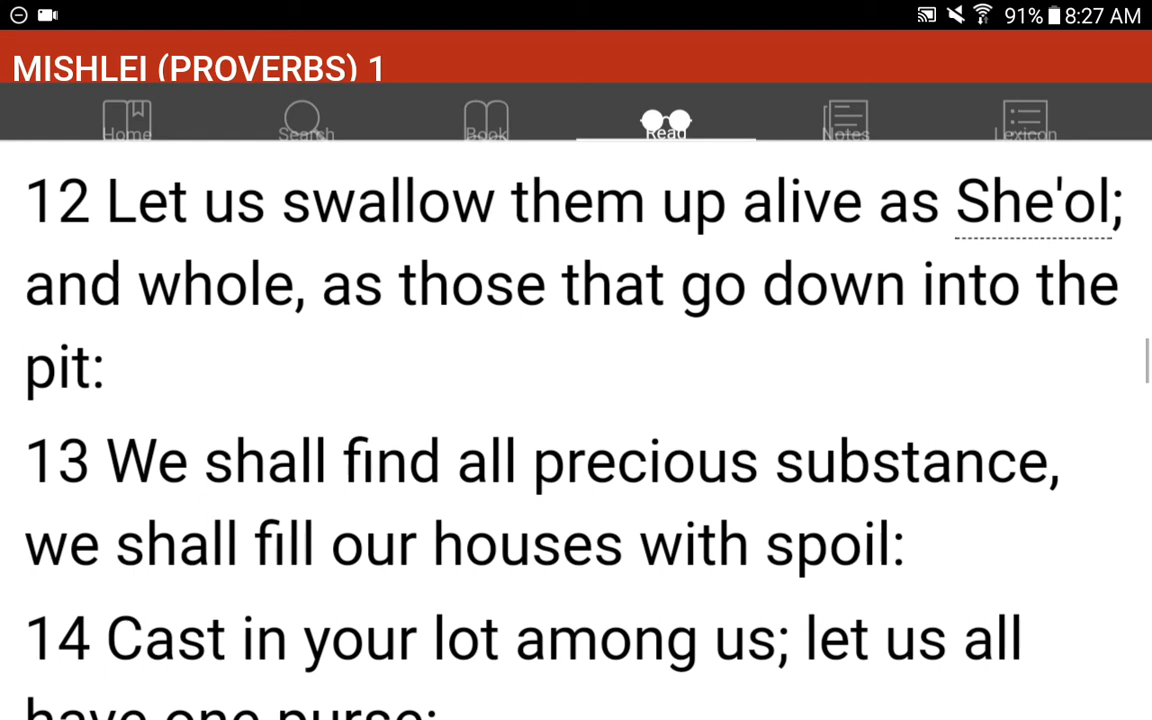 91% 8:27 AM
MISHLEI (PROVERBS) 1
Home Search Book Read Notes Lexicon
12 Let us swallow them up alive as She'ol;
and whole, as those that go down into the
pit:
13 We shall find all precious substance,
we shall fill our houses with spoil:
14 Cast in your lot among us; let us all
have one purse: